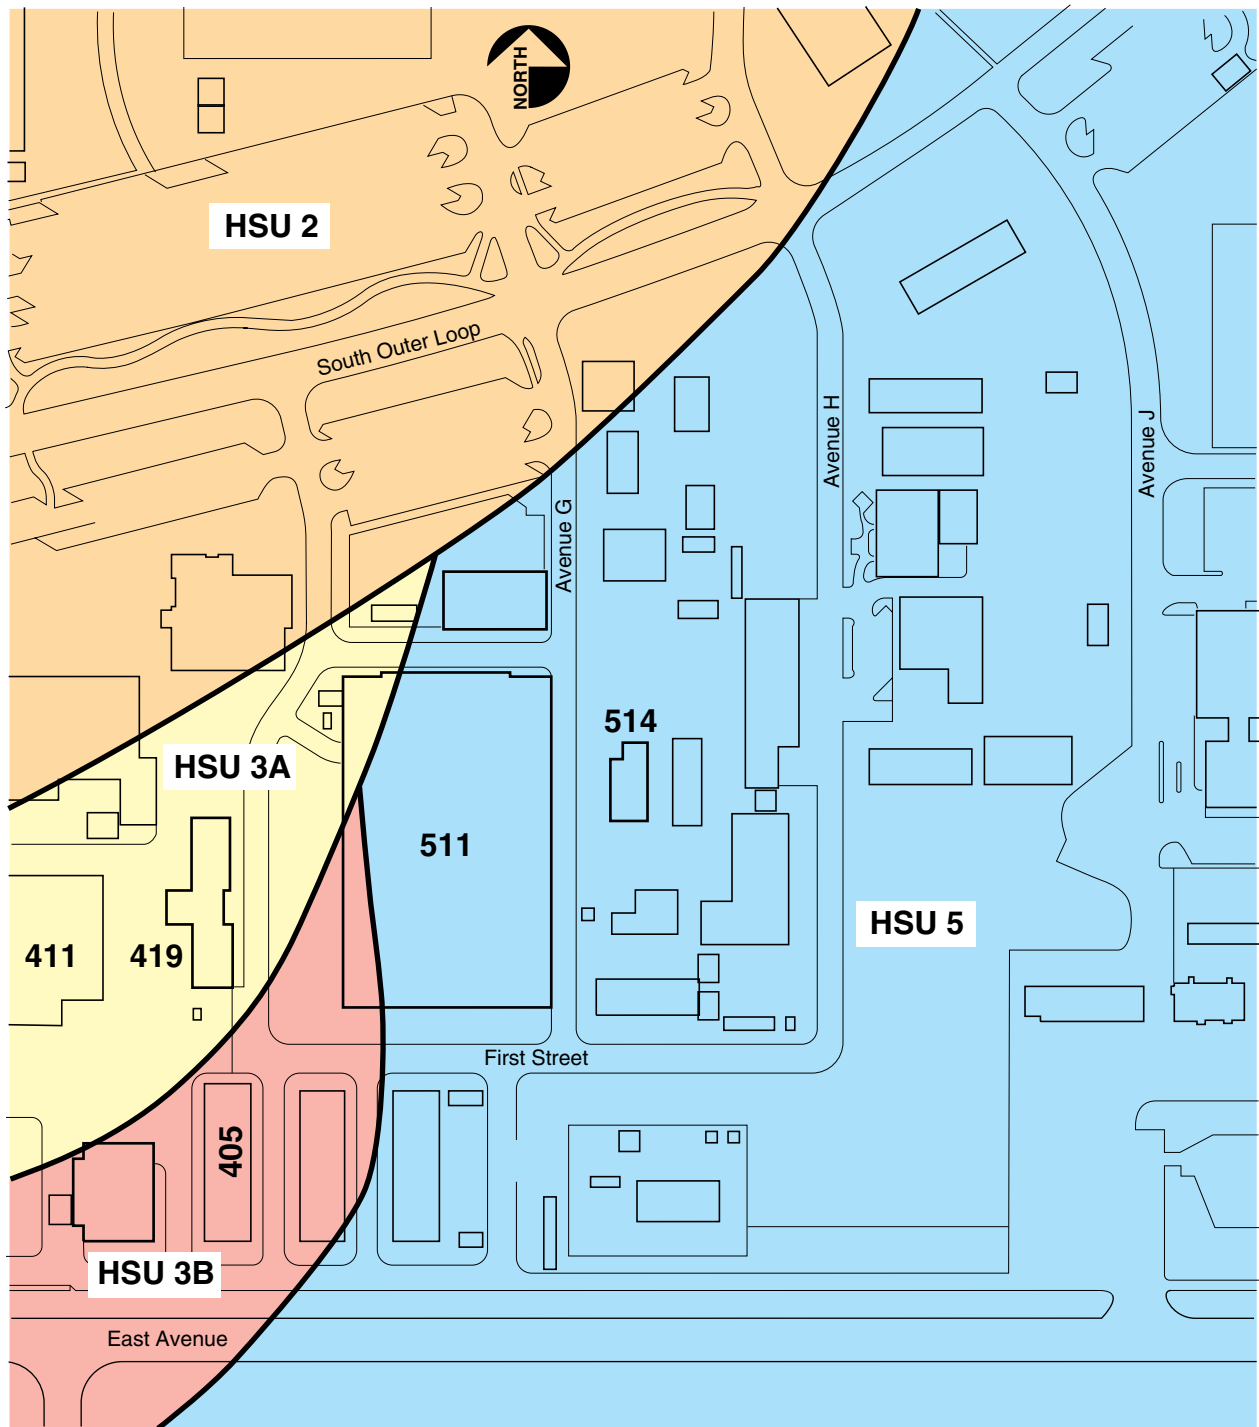 NORTH
HSU 2
South Outer Loop
Avenue H
Avenue J
Avenue G
514
HSU 3A
511
HSU 5
411
419
First Street
405
HSU 3B
East Avenue